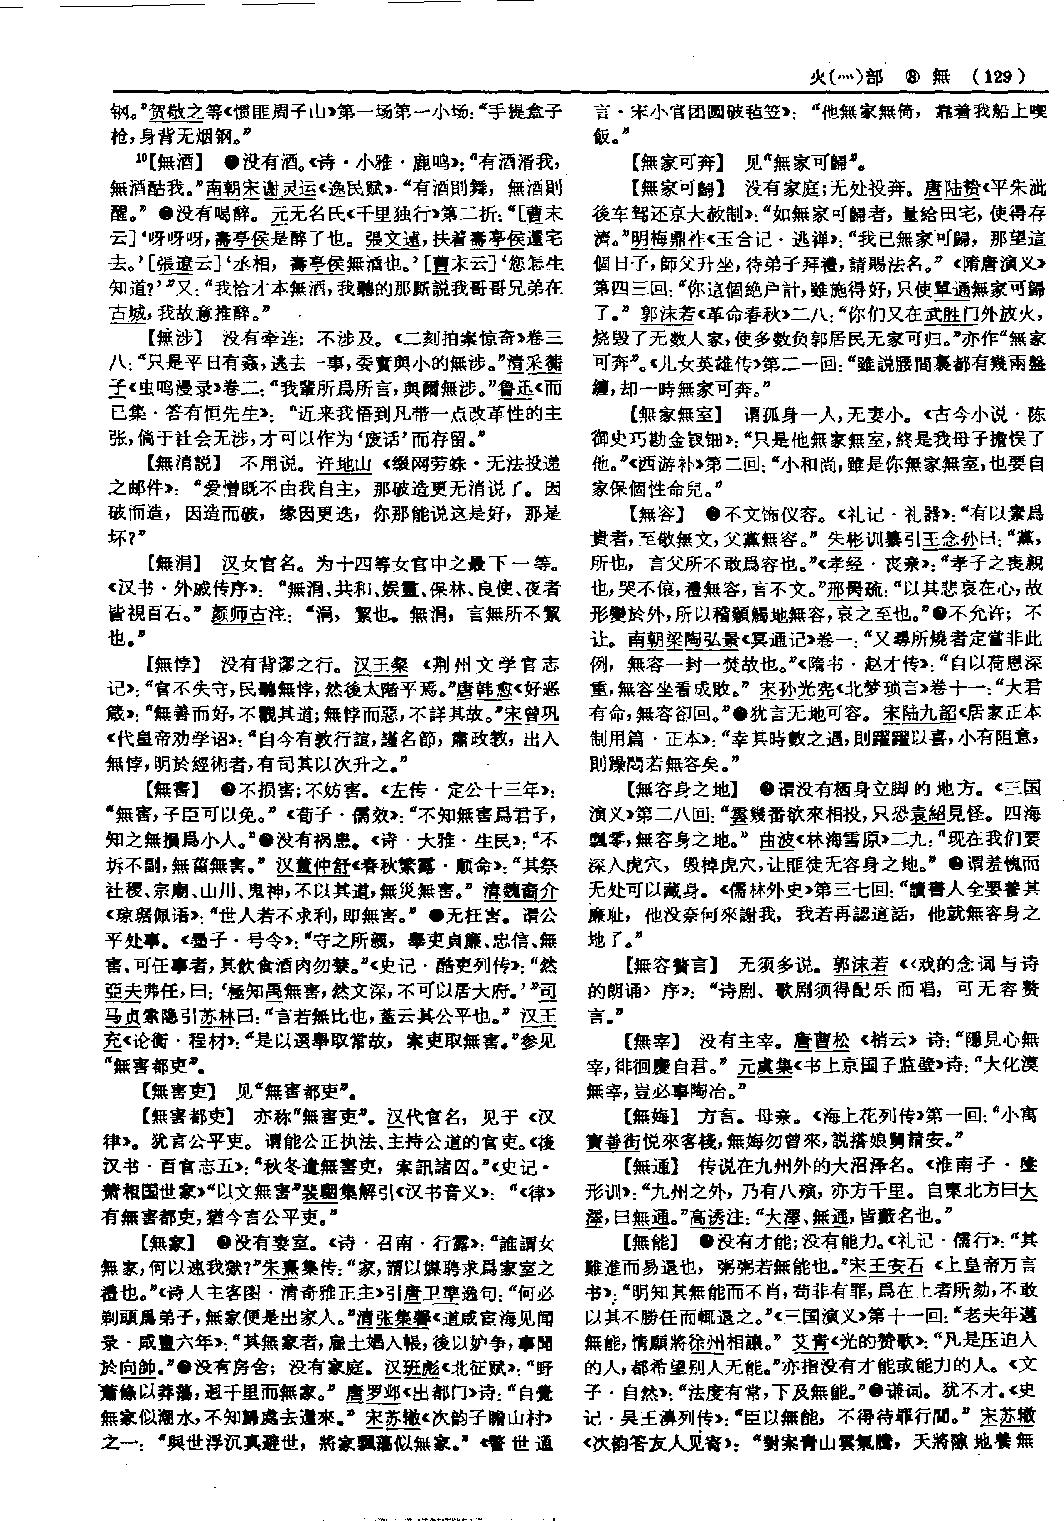 火(灬)部 ⑧ 無 (129)
钢。”贺敬之等《惯匪周子山》第一场第一小场：“手提盒子
枪，身背无烟钢。”
10【無酒】 ❶没有酒。《诗·小雅·鹿鸣》：“有酒湑我，
無酒酤我。”南朝宋谢灵运《逸民赋》：“有酒則舞，無酒則
醒。” ❷没有喝醉。 元无名氏《千里独行》第二折：“[曹末
云]‘呀呀呀，壽亭侯是醉了也。張文遠，扶着壽亭侯還宅
去。’[張遼云]‘丞相，壽亭侯無酒也。’[曹末云]‘您怎生
知道？’”又：“我恰才本無酒，我聽的那厮説我哥哥兄弟在
古城，我故意推醉。”
【無涉】 没有牵连；不涉及。《二刻拍案惊奇》卷三
八：“只是平日有姦，逃去一事，委實與小的無涉。”清采蘅
子《虫鸣漫录》卷二：“我輩所爲所言，與爾無涉。”鲁迅《而
已集·答有恒先生》：“近来我悟到凡带一点改革性的主
张，倘于社会无涉，才可以作为‘废话’而存留。”
【無消説】 不用说。许地山《缀网劳蛛·无法投递
之邮件》：“爱憎既不由我自主，那破造更无消说了。因
破而造，因造而破，缘因更迭，你那能说这是好，那是
坏？”
【無涓】 汉女官名。为十四等女官中之最下一等。
《汉书·外戚传序》：“無涓、共和、娱靈、保林、良使、夜者
皆視百石。”颜师古注：“涓，絜也。無涓，言無所不絜
也。”
【無悖】 没有背谬之行。汉王粲《荆州文学官志
记》：“官不失守，民聽無悖，然後太階平焉。”唐韩愈《好恶
箴》：“無善而好，不觀其道；無悖而惡，不詳其故。”宋曾巩
《代皇帝劝学诏》：“自今有敦行誼，謹名節，肅政教，出入
無悖，明於經術者，有司其以次升之。”
【無害】 ❶不损害；不妨害。《左传·定公十三年》：
“無害，子臣可以免。”《荀子·儒效》：“不知無害爲君子，
知之無損爲小人。”❷没有祸患。《诗·大雅·生民》：“不
坼不副，無菑無害。” 汉董仲舒《春秋繁露·顺命》：“其祭
社稷、宗廟、山川、鬼神，不以其道，無災無害。” 清魏裔介
《琼琚佩语》：“世人若不求利，即無害。” ❸无枉害。谓公
平处事。《墨子·号令》：“守之所親，舉吏貞廉、忠信、無
害、可任事者，其飲食酒肉勿禁。”《史记·酷吏列传》：“然
亞夫弗任，曰：‘極知禹無害，然文深，不可以居大府。’”司
马贞索隐引苏林曰：“言若無比也，蓋云其公平也。” 汉王
充《论衡·程材》：“是以選舉取常故，案吏取無害。”参见
“無害都吏”。
【無害吏】 见“無害都吏”。
【無害都吏】 亦称“無害吏”。汉代官名，见于《汉
律》。犹言公平吏。谓能公正执法、主持公道的官吏。《後
汉书·百官志五》：“秋冬遣無害吏，案訊諸囚。”《史记·
萧相国世家》“以文無害”裴駰集解引《汉书音义》：“《律》
有無害都吏，猶今言公平吏。”
【無家】 ❶没有妻室。《诗·召南·行露》：“誰謂女
無家，何以速我獄？”朱熹集传：“家，謂以媒聘求爲家室之
禮也。”《诗人主客图·清奇雅正主》引唐卫準逸句：“何必
剃頭爲弟子，無家便是出家人。”清张集馨《道咸宦海见闻
录·咸豐六年》：“其無家者，雇土娼入帳，後以妒争，事聞
於向帥。”❷没有房舍；没有家庭。汉班彪《北征赋》：“野
蕭條以莽蕩，迥千里而無家。” 唐罗邺《出都门》诗：“自覺
無家似潮水，不知歸處去還來。” 宋苏辙《次韵子瞻山村》
之一：“與世浮沉真避世，將家飄蕩似無家。”《警世通
言·宋小官团圆破毡笠》：“他無家無倚，靠着我船上喫
飯。”
【無家可奔】 见“無家可歸”。
【無家可歸】 没有家庭；无处投奔。唐陆贽《平朱泚
後车驾还京大赦制》：“如無家可歸者，量給田宅，使得存
濟。”明梅鼎祚《玉合记·逃禅》：“我已無家可歸，那望這
個日子，師父升坐，待弟子拜禮，請賜法名。”《隋唐演义》
第四三回：“你這個绝户計，雖施得好，只使單通無家可歸
了。” 郭沫若《革命春秋》二八：“你们又在武胜门外放火，
烧毁了无数人家，使多数负郭居民无家可归。”亦作“無家
可奔”。《儿女英雄传》第二一回：“雖説腰間裏都有幾兩盤
纏，却一時無家可奔。”
【無家無室】 谓孤身一人，无妻小。《古今小说·陈
御史巧勘金钗钿》：“只是他無家無室，終是我母子擔悮了
他。”《西游补》第二回：“小和尚，雖是你無家無室，也要自
家保個性命兒。”
【無容】 ❶不文饰仪容。《礼记·礼器》：“有以素爲
貴者，至敬無文，父黨無容。” 朱彬训纂引王念孙曰：“黨，
所也，言父所不敢爲容也。”《孝经·丧亲》：“孝子之喪親
也，哭不偯，禮無容，言不文。”邢昺疏：“以其悲哀在心，故
形變於外，所以稽顙觸地無容，哀之至也。”❷不允许；不
让。南朝梁陶弘景《冥通记》卷一：“又尋所燒者定當非此
例，無容一封一焚故也。”《隋书·赵才传》：“自以荷恩深
重，無容坐看成敗。” 宋孙光宪《北梦琐言》卷十一：“大君
有命，無容卻回。”❸犹言无地可容。宋陆九韶《居家正本
制用篇·正本》：“幸其時數之遇，則躍躍以喜，小有阻意，
則躁悶若無容矣。”
【無容身之地】 ❶谓没有栖身立脚的地方。《三国
演义》第二八回：“雲幾番欲來相投，只恐袁紹見怪。四海
飄零，無容身之地。” 曲波《林海雪原》二九：“现在我们要
深入虎穴，毁掉虎穴，让匪徒无容身之地。” ❷谓羞愧而
无处可以藏身。《儒林外史》第三七回：“讀書人全要養其
廉耻，他没奈何來謝我，我若再認這話，他就無容身之
地了。”
【無容贅言】 无须多说。郭沫若《〈戏的念词与诗
的朗诵〉序》：“诗剧、歌剧须得配乐而唱，可无容赘
言。”
【無宰】 没有主宰。唐曹松《梢云》诗：“隱見心無
宰，徘徊慶自君。” 元虞集《书上京国子监壁》诗：“大化漠
無宰，豈必事陶冶。”
【無娒】 方言。母亲。《海上花列传》第一回：“小寓
寶善街悦來客棧，無娒勿曾來，説搭娘舅請安。”
【無通】 传说在九州外的大沼泽名。《淮南子·墬
形训》：“九州之外，乃有八殥，亦方千里。自東北方曰大
澤，曰無通。”高诱注：“大澤、無通，皆藪名也。”
【無能】 ❶没有才能；没有能力。《礼记·儒行》：“其
難進而易退也，粥粥若無能也。”宋王安石《上皇帝万言
书》：“明知其無能而不肖，苟非有罪，爲在上者所劾，不敢
以其不勝任而輒退之。”《三国演义》第十一回：“老夫年邁
無能，情願將徐州相讓。” 艾青《光的赞歌》：“凡是压迫人
的人，都希望别人无能。”亦指没有才能或能力的人。《文
子·自然》：“法度有常，下及無能。”❷谦词。犹不才。《史
记·吴王濞列传》：“臣以無能，不得待罪行間。” 宋苏辙
《次韵答友人见寄》：“對案青山雲氣騰，天將隙地養無